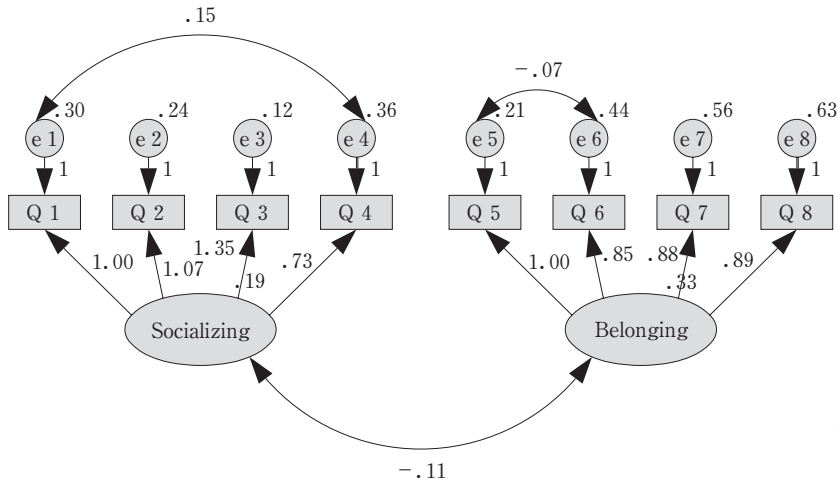 .15
-.07
.30 .24 .12 .36 .21 .44 .56 .63
e1 e2 e3 e4 e5 e6 e7 e8
1 1 1 1 1 1 1 1
Q1 Q2 Q3 Q4 Q5 Q6 Q7 Q8
1.00 1.07 1.35 .19 .73 1.00 .85 .88 .33 .89
Socializing Belonging
-.11